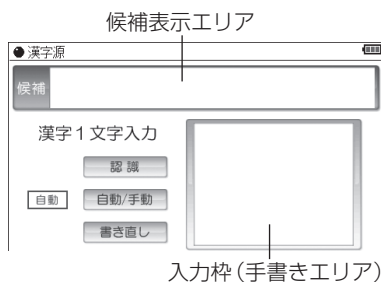 候補表示エリア
漢字源
候補
漢字1文字入力
認識
自動
自動/手動
書き直し
入力枠(手書きエリア)